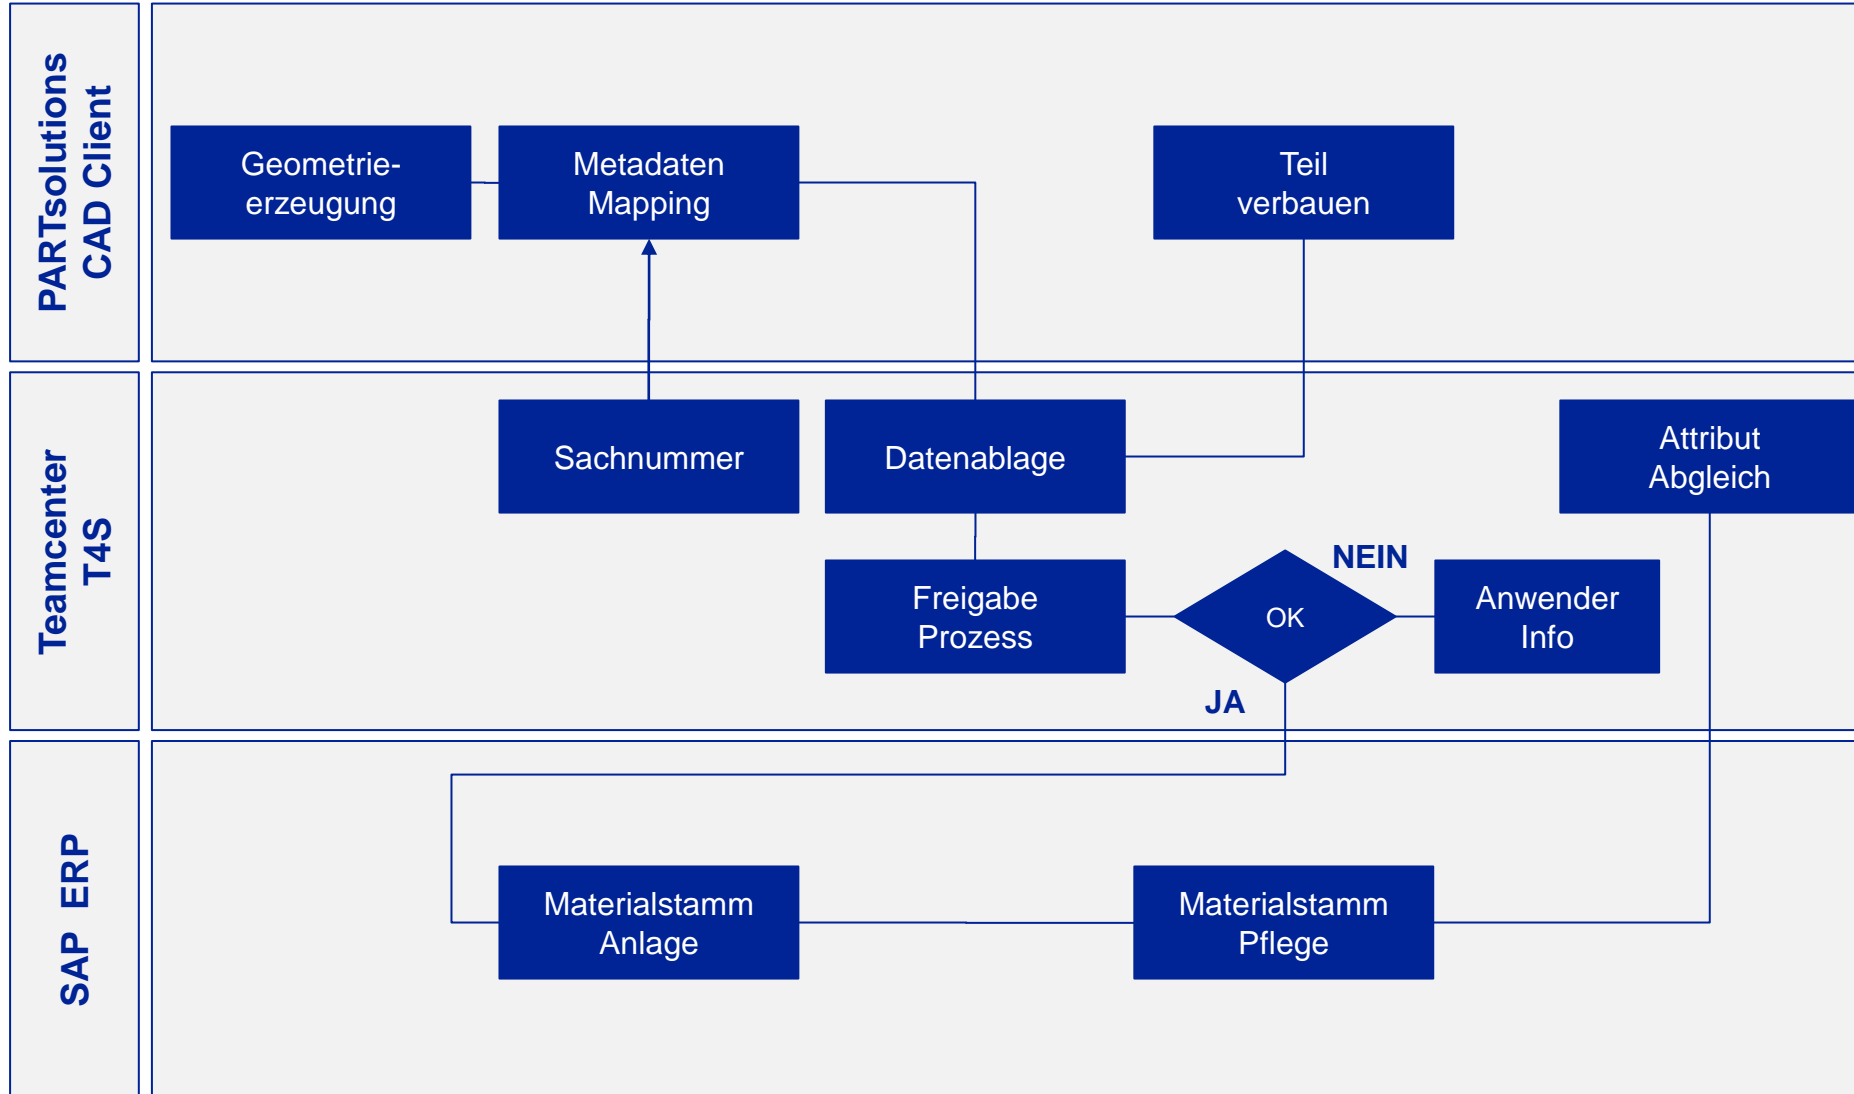 PARTsolutions
CAD Client
Geometrie-
erzeugung
Metadaten
Mapping
Teil
verbauen
Teamcenter
T4S
Sachnummer
Datenablage
Attribut
Abgleich
Freigabe
Prozess
OK
NEIN
Anwender
Info
JA
SAP ERP
Materialstamm
Anlage
Materialstamm
Pflege